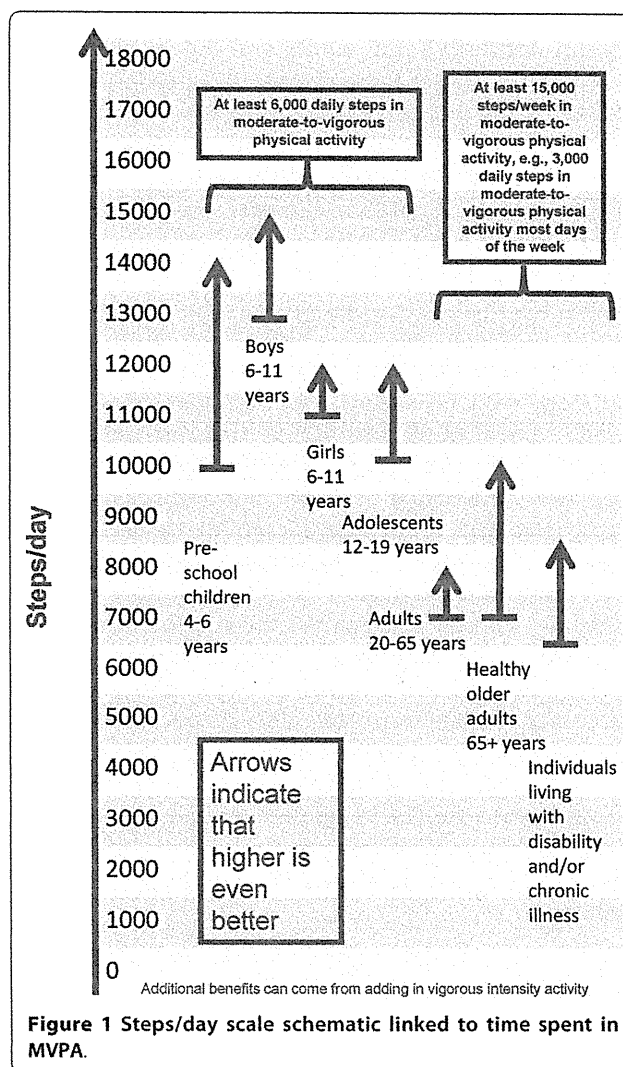 18000
17000
16000
15000
14000
13000
12000
11000
10000
9000
8000
7000
6000
5000
4000
3000
2000
1000
0
Steps/day
At least 6,000 daily steps in
moderate-to-vigorous
physical activity
At least 15,000
steps/week in
moderate-to-
vigorous physical
activity, e.g., 3,000
daily steps in
moderate-to-
vigorous physical
activity most days
of the week
Boys
6-11
years
Girls
6-11
years
Adolescents
12-19 years
Pre-
school
children
4-6
years
Adults
20-65 years
Healthy
older
adults
65+ years
Individuals
living
with
disability
and/or
chronic
illness
Arrows
indicate
that
higher is
even
better
Additional benefits can come from adding in vigorous intensity activity
Figure 1 Steps/day scale schematic linked to time spent in
MVPA.